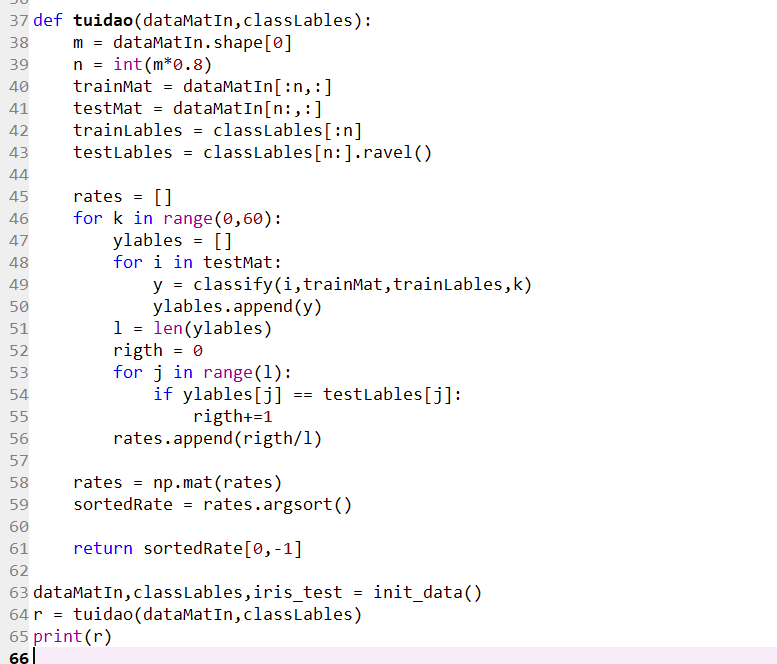 37 def tuidao(dataMatIn,classLables):
38     m = dataMatIn.shape[0]
39     n = int(m*0.8)
40     trainMat = dataMatIn[:n,:]
41     testMat = dataMatIn[n:,:]
42     trainLables = classLables[:n]
43     testLables = classLables[n:].ravel()
44
45     rates = []
46     for k in range(0,60):
47         ylables = []
48         for i in testMat:
49             y = classify(i,trainMat,trainLables,k)
50             ylables.append(y)
51         l = len(ylables)
52         rigth = 0
53         for j in range(l):
54             if ylables[j] == testLables[j]:
55                 rigth+=1
56         rates.append(rigth/l)
57
58     rates = np.mat(rates)
59     sortedRate = rates.argsort()
60
61     return sortedRate[0,-1]
62
63 dataMatIn,classLables,iris_test = init_data()
64 r = tuidao(dataMatIn,classLables)
65 print(r)
66